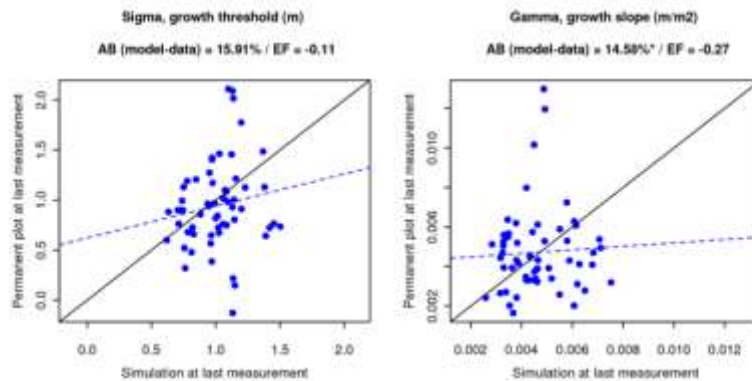 Sigma, growth threshold (m)
AB (model-data) = 15.91% / EF = -0.11
Permanent plot at last measurement
2.0
1.5
1.0
0.5
0.0
0.0 0.5 1.0 1.5 2.0
Simulation at last measurement
Gamma, growth slope (m/m2)
AB (model-data) = 14.58%* / EF = -0.27
Permanent plot at last measurement
0.010
0.006
0.002
0.002 0.004 0.006 0.008 0.010 0.012
Simulation at last measurement